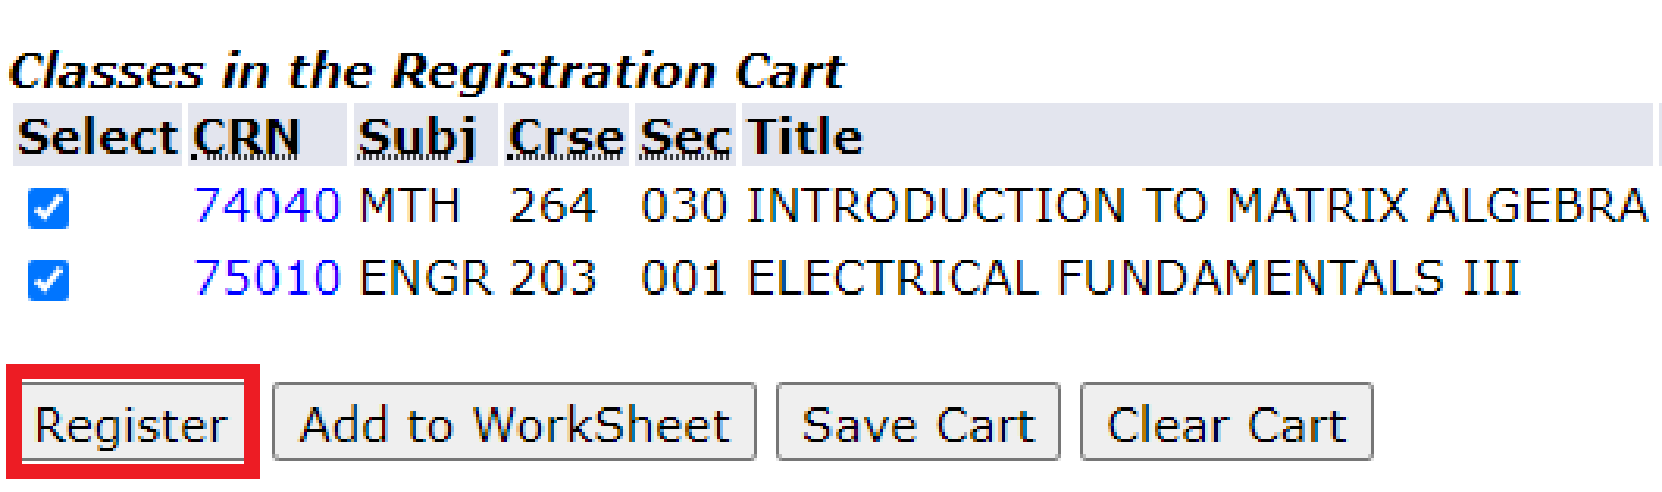 Classes in the Registration Cart
Select CRN Subj Crse Sec Title
74040 MTH 264 030 INTRODUCTION TO MATRIX ALGEBRA
75010 ENGR 203 001 ELECTRICAL FUNDAMENTALS III
Register Add to WorkSheet Save Cart Clear Cart